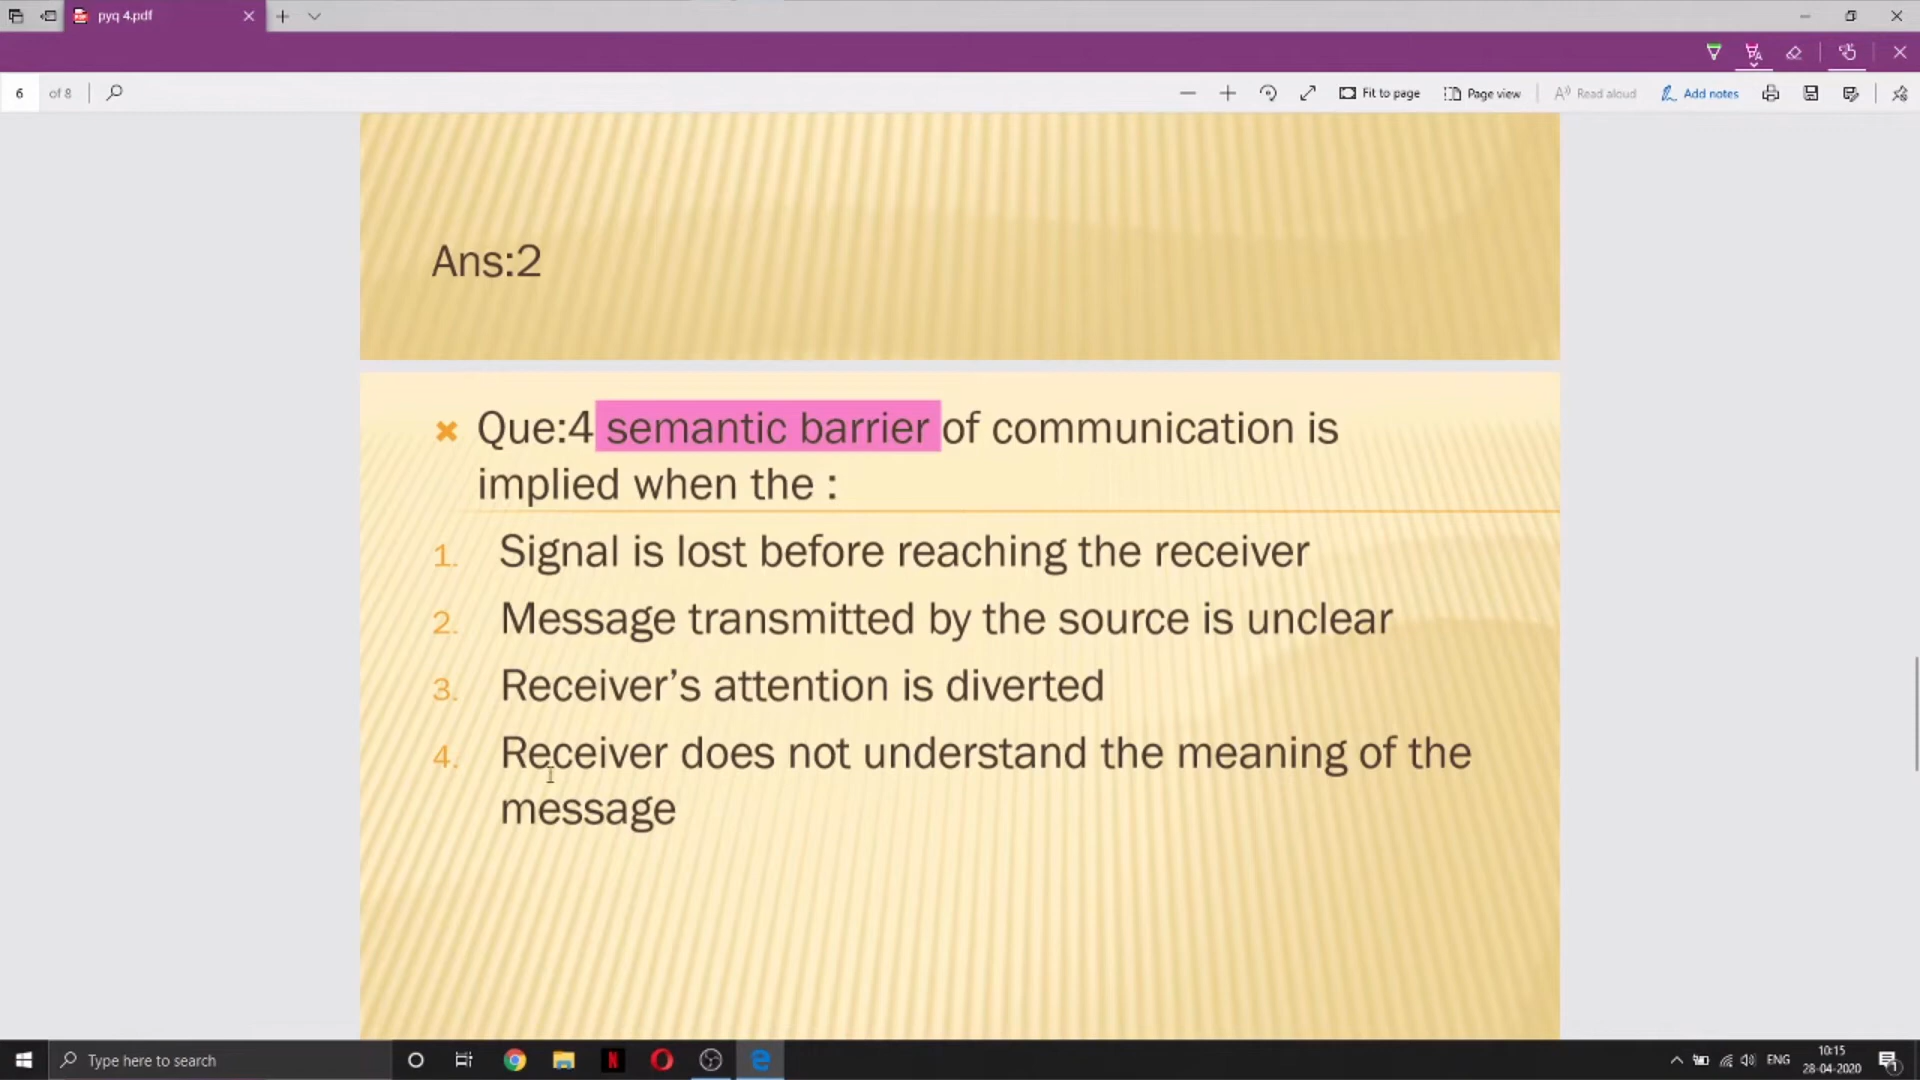 pyq 4.pdf
6 of 8
Fit to page
Page view
Read aloud
Add notes
Ans:2
Que:4 semantic barrier of communication is
implied when the :
1. Signal is lost before reaching the receiver
2. Message transmitted by the source is unclear
3. Receiver’s attention is diverted
4. Receiver does not understand the meaning of the
message
Type here to search
ENG
10:15
28-04-2020
1